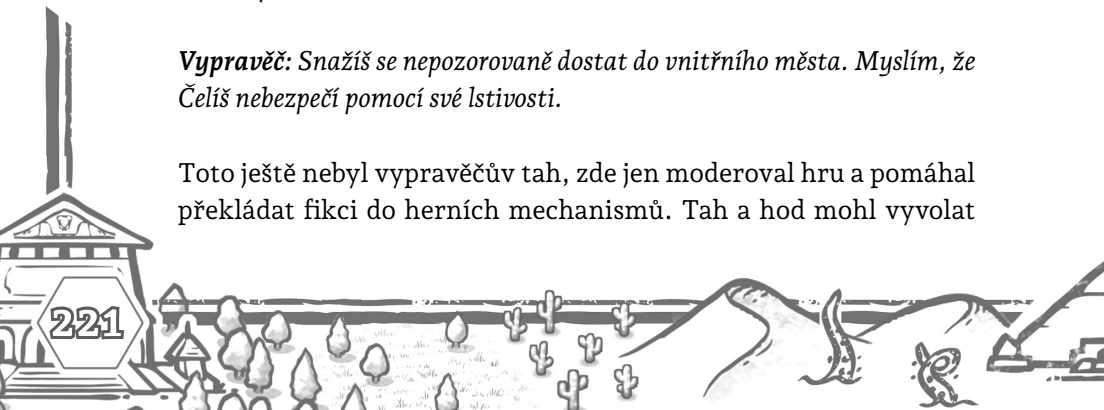 Vypravěč: Snažíš se nepozorovaně dostat do vnitřního města. Myslím, že
Čelíš nebezpečí pomocí své lstivosti.
Toto ještě nebyl vypravěčův tah, zde jen moderoval hru a pomáhal
překládat fikci do herních mechanismů. Tah a hod mohl vyvolat
221